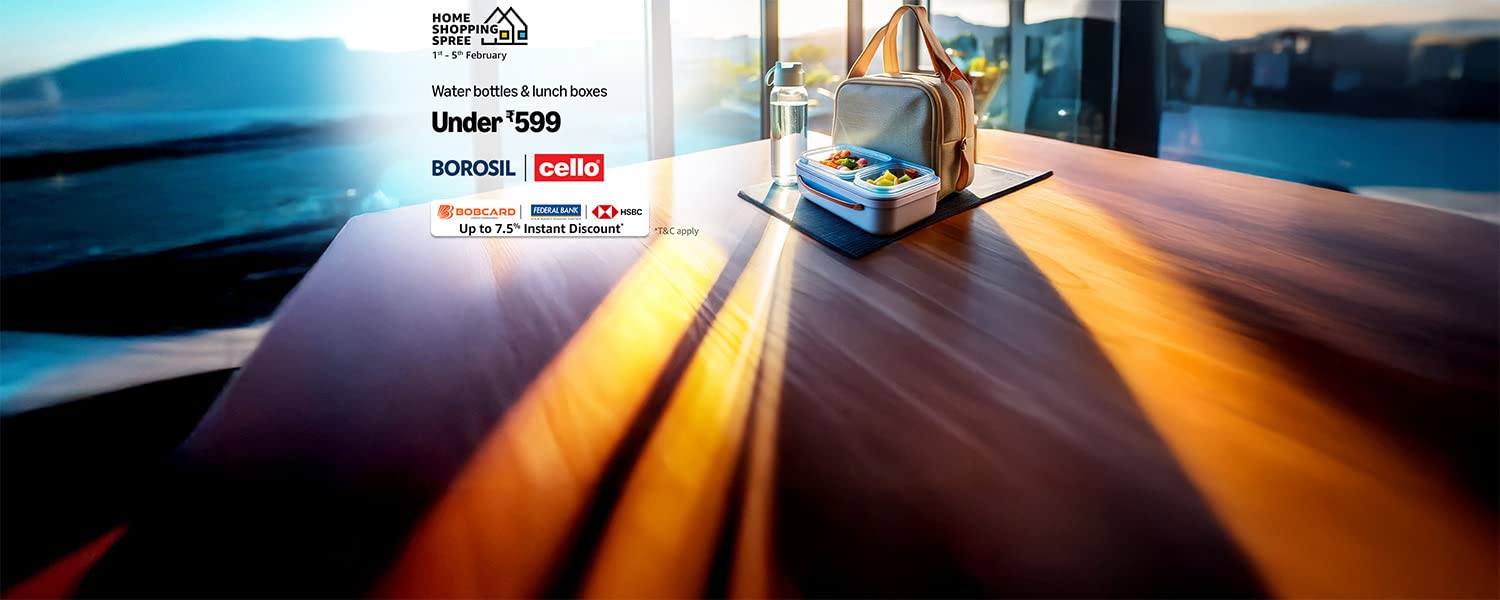 HOME
SHOPPING
SPREE
1st - 5th February
Water bottles & lunch boxes
Under ₹599
BOROSIL | cello®
BOBCARD | FEDERAL BANK | HSBC
Up to 7.5% Instant Discount*
*T&C apply